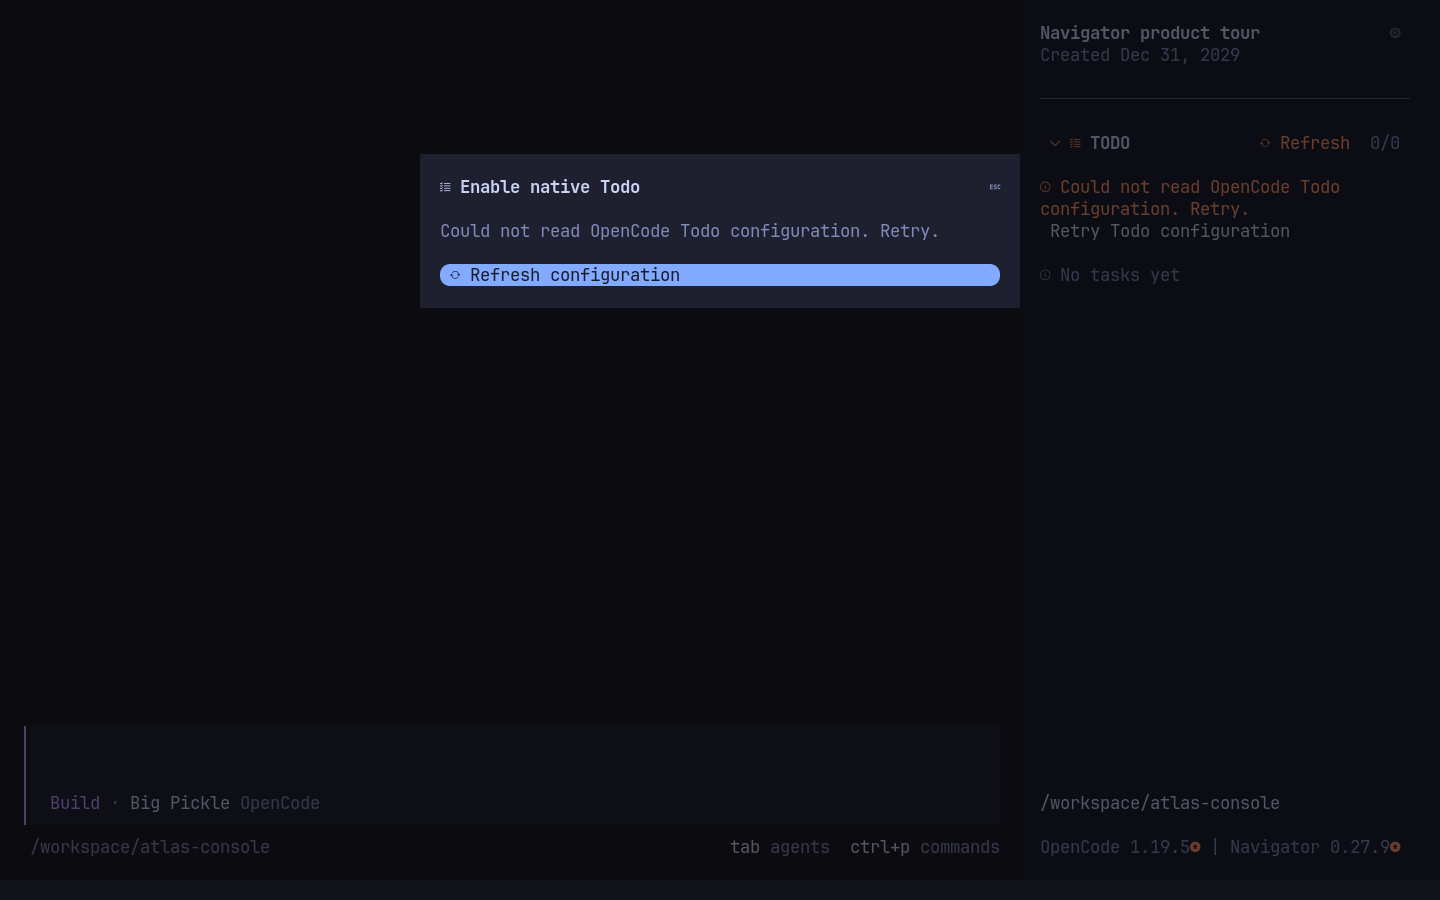 Navigator product tour
Created Dec 31, 2029
TODO
Refresh 0/0
Could not read OpenCode Todo
configuration. Retry.
Retry Todo configuration
No tasks yet
Enable native Todo
ESC
Could not read OpenCode Todo configuration. Retry.
Refresh configuration
Build · Big Pickle OpenCode
/workspace/atlas-console
tab agents ctrl+p commands
/workspace/atlas-console
OpenCode 1.19.5 | Navigator 0.27.9